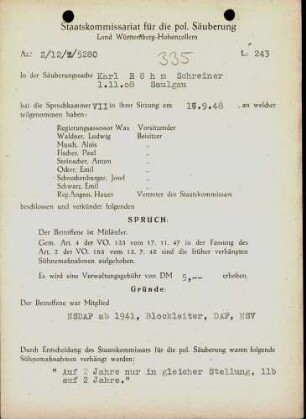 Staatskommissariat für die pol. Säuberung
Land Württemberg-Hohenzollern
Az: Z/12/Z/5280
335
L. 243
In der Säuberungssache Karl Röhm Schreiner
1.11.08 Saulgau
hat die Spruchkammer VII in ihrer Sitzung am 17.9.48 an welcher
teilgenommen haben:
Regierungsassessor Wax Vorsitzender
Waldner, Ludwig Beisitzer
Musch, Alois "
Fischer, Paul "
Steinacher, Anton "
Oder, Emil "
Schnekenburger, Josef "
Schwarz, Emil "
Reg.Angest. Hauer Vertreter des Staatskommissars
beschlossen und verkündet folgenden
SPRUCH:
Der Betroffene ist Mitläufer.
Gem. Art. 4 der VO. 133 vom 17. 11. 47 in der Fassung des
Art. 2 der VO. 165 vom 13. 7. 48 sind die früher verhängten
Sühnemaßnahmen aufgehoben.
Es wird eine Verwaltungsgebühr von DM 5,-- erhoben.
Gründe:
Der Betroffene war Mitglied
NSDAP ab 1941, Blockleiter, DAF, NSV
Durch Entscheidung des Staatskommissars für die pol. Säuberung waren folgende
Sühnemaßnahmen verhängt worden:
" Auf 2 Jahre nur in gleicher Stellung, 11b
auf 2 Jahre."